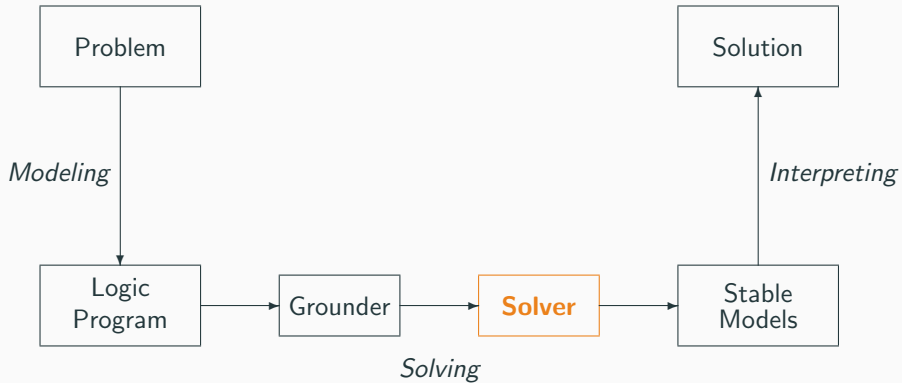 Problem
Solution
Modeling
Interpreting
Logic
Program
Grounder
Solver
Stable
Models
Solving